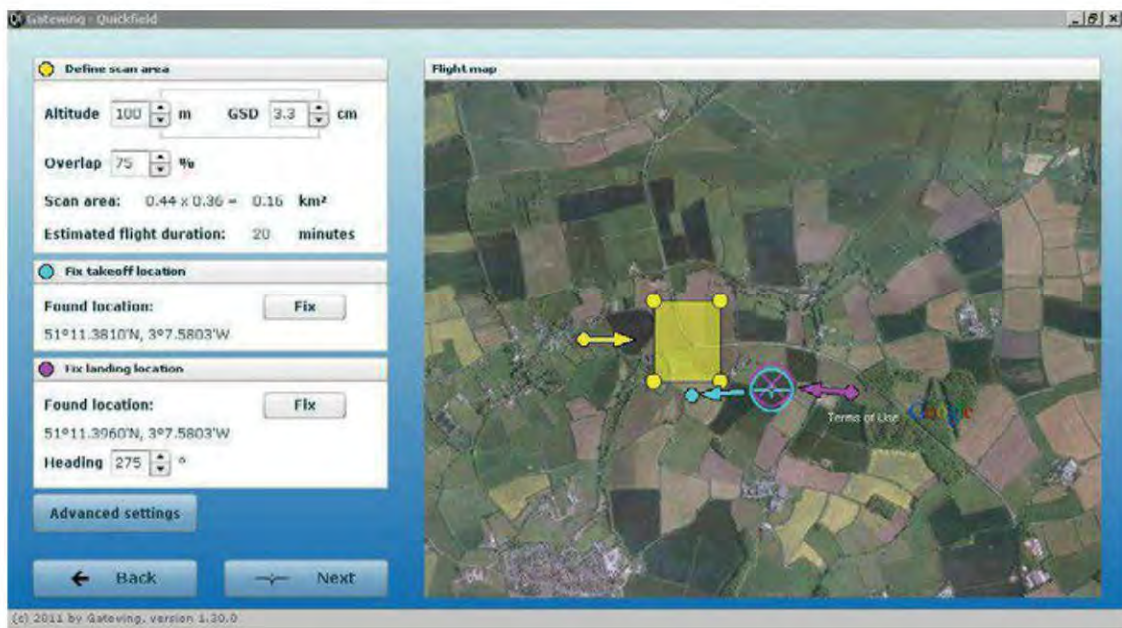 Gatewing - Quickfield
Define scan area
Altitude 100 m GSD 3.3 cm
Overlap 75 %
Scan area: 0.44 x 0.36 = 0.16 km²
Estimated flight duration: 20 minutes
Fix takeoff location
Found location: Fix
51°11.3810'N, 3°7.5803'W
Fix landing location
Found location: Fix
51°11.3960'N, 3°7.5803'W
Heading 275 °
Advanced settings
Back Next
Flight map
Terms of Use Google
(c) 2011 by Gatewing, version 1.30.0